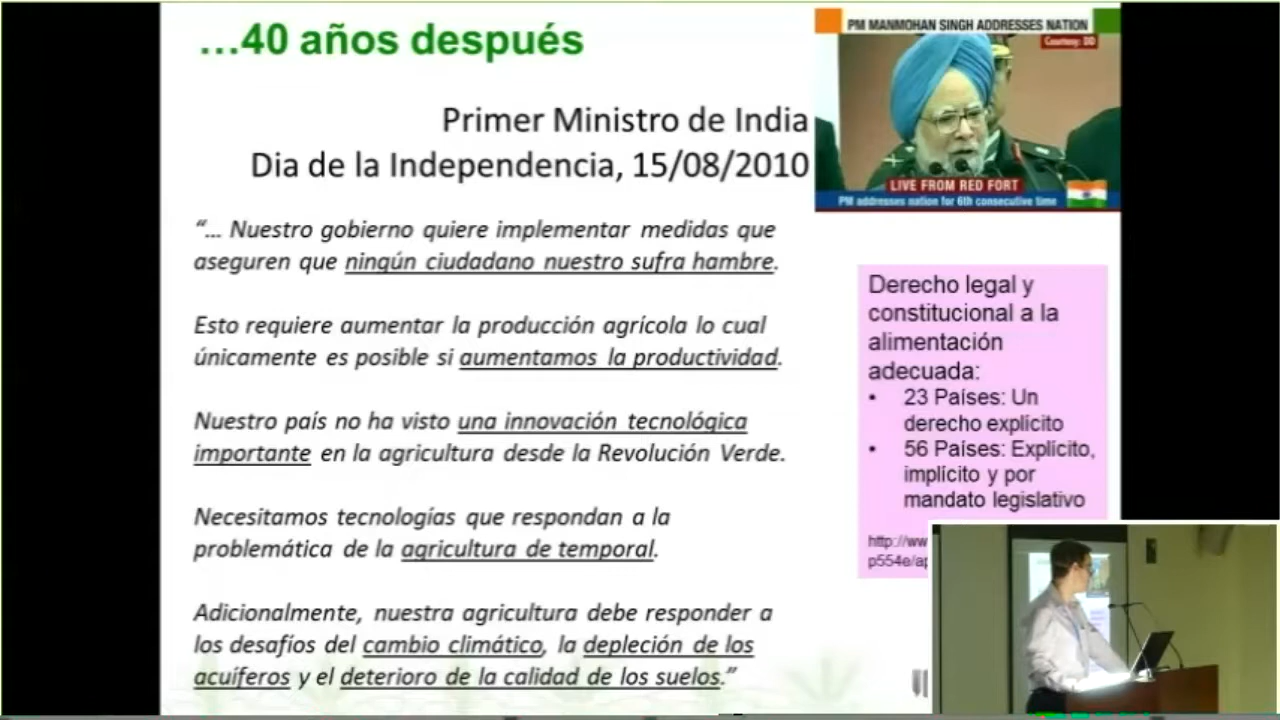 ...40 años después
Primer Ministro de India
Dia de la Independencia, 15/08/2010
PM MANMOHAN SINGH ADDRESSES NATION
Courtesy: DD
LIVE FROM RED FORT
PM addresses nation for 6th consecutive time
“... Nuestro gobierno quiere implementar medidas que
aseguren que ningún ciudadano nuestro sufra hambre.
Esto requiere aumentar la producción agrícola lo cual
únicamente es posible si aumentamos la productividad.
Nuestro país no ha visto una innovación tecnológica
importante en la agricultura desde la Revolución Verde.
Necesitamos tecnologías que respondan a la
problemática de la agricultura de temporal.
Adicionalmente, nuestra agricultura debe responder a
los desafíos del cambio climático, la depleción de los
acuíferos y el deterioro de la calidad de los suelos.”
Derecho legal y
constitucional a la
alimentación
adecuada:
• 23 Países: Un
derecho explícito
• 56 Países: Explícito,
implícito y por
mandato legislativo
http://ww
p554e/ap